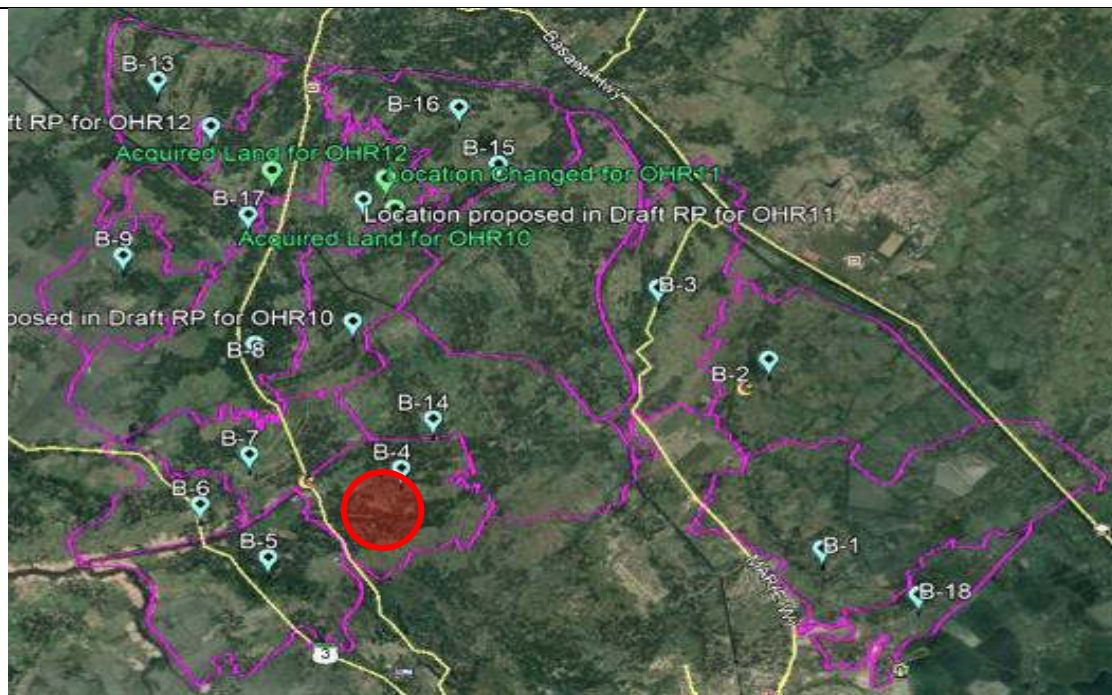 Basanti Hwy
B-13
B-16
ft RP for OHR12
Acquired Land for OHR12
B-15
Location Changed for OHR11
B-17
Location proposed in Draft RP for OHR11
Acquired Land for OHR10
B-9
B-3
posed in Draft RP for OHR10
B-8
B-2
B-14
B-7
B-4
B-6
B-5
B-1
B-18
3